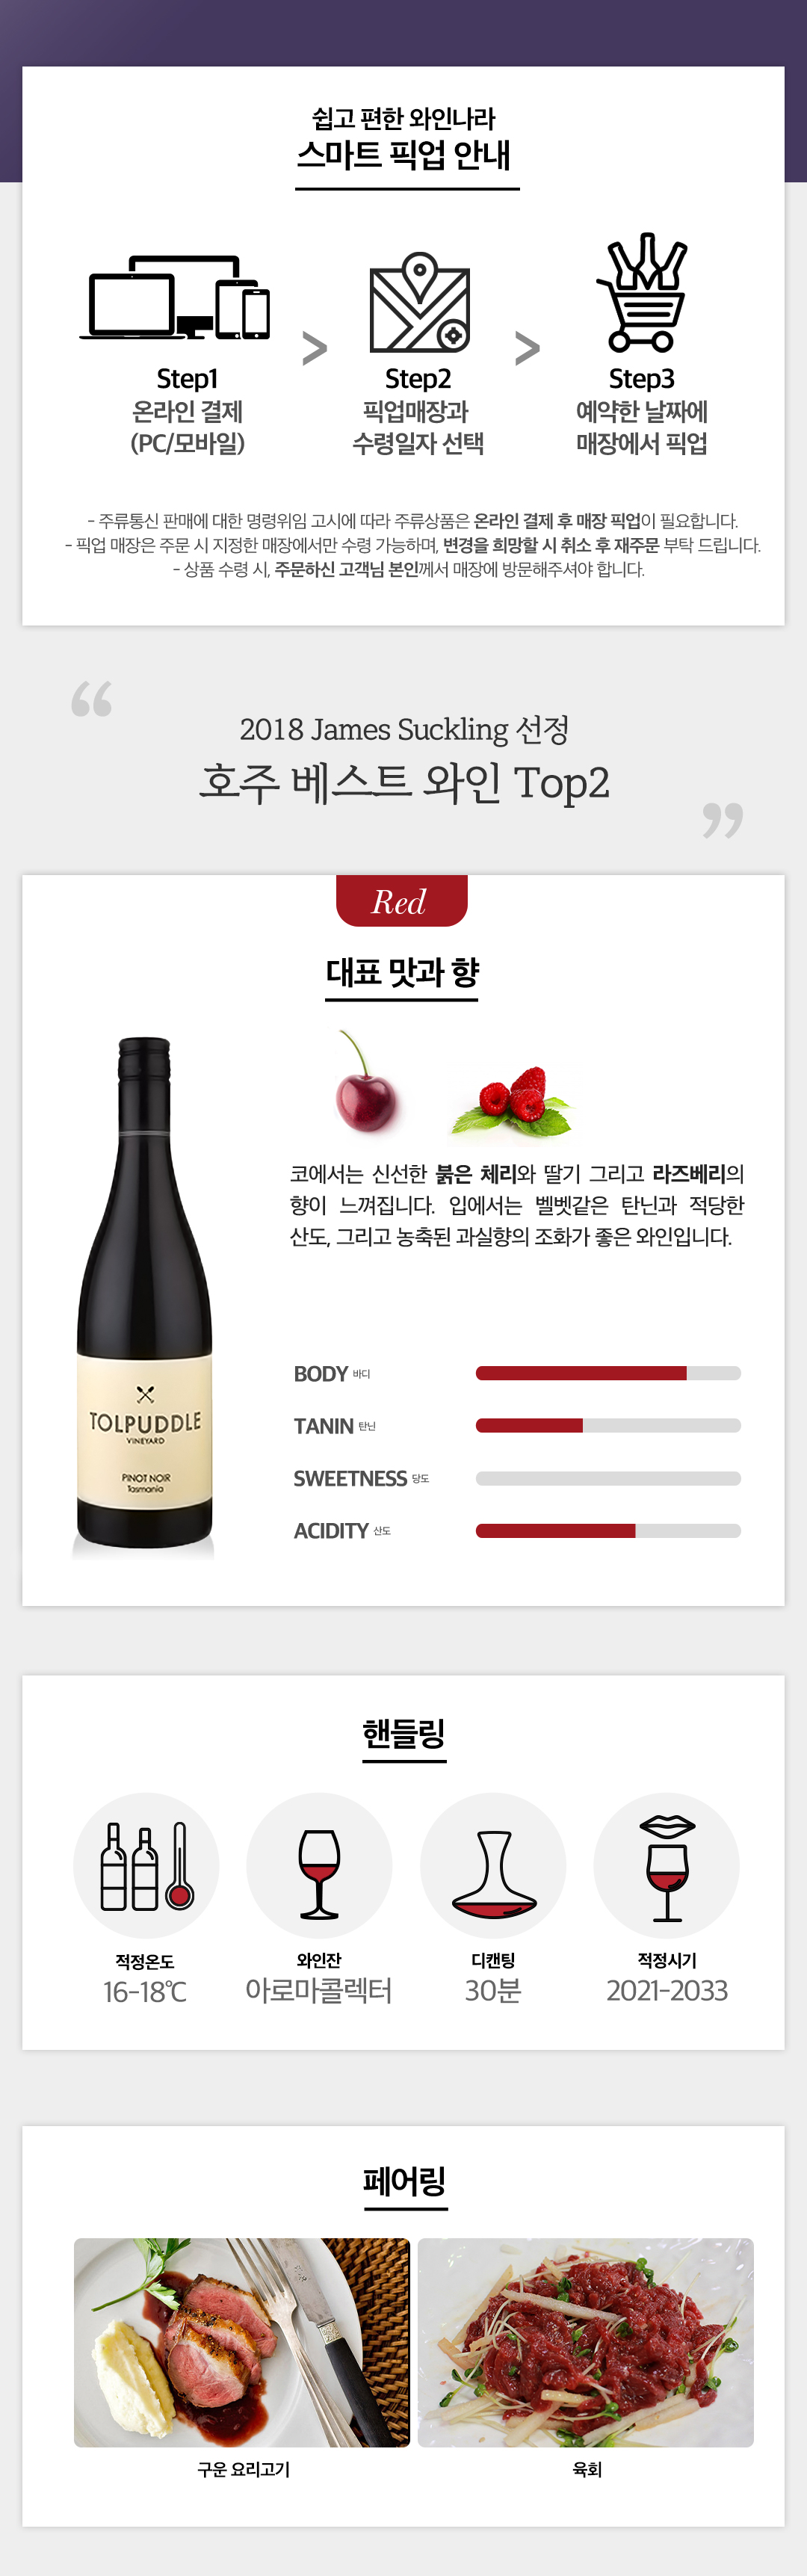 쉽고 편한 와인나라
스마트 픽업 안내
>
>
Step1
온라인 결제
(PC/모바일)
Step2
픽업매장과
수령일자 선택
Step3
예약한 날짜에
매장에서 픽업
- 주류통신 판매에 대한 명령위임 고시에 따라 주류상품은 온라인 결제 후 매장 픽업이 필요합니다.
- 픽업 매장은 주문 시 지정한 매장에서만 수령 가능하며, 변경을 희망할 시 취소 후 재주문 부탁 드립니다.
- 상품 수령 시, 주문하신 고객님 본인께서 매장에 방문해주셔야 합니다.
“
2018 James Suckling 선정
호주 베스트 와인 Top2
”
Red
대표 맛과 향
코에서는 신선한 붉은 체리와 딸기 그리고 라즈베리의
향이 느껴집니다. 입에서는 벨벳같은 탄닌과 적당한
산도, 그리고 농축된 과실향의 조화가 좋은 와인입니다.
TOLPUDDLE
VINEYARD
PINOT NOIR
Tasmania
BODY 바디
TANIN 탄닌
SWEETNESS 당도
ACIDITY 산도
핸들링
적정온도
16-18℃
와인잔
아로마콜렉터
디캔팅
30분
적정시기
2021-2033
페어링
구운 요리고기
육회